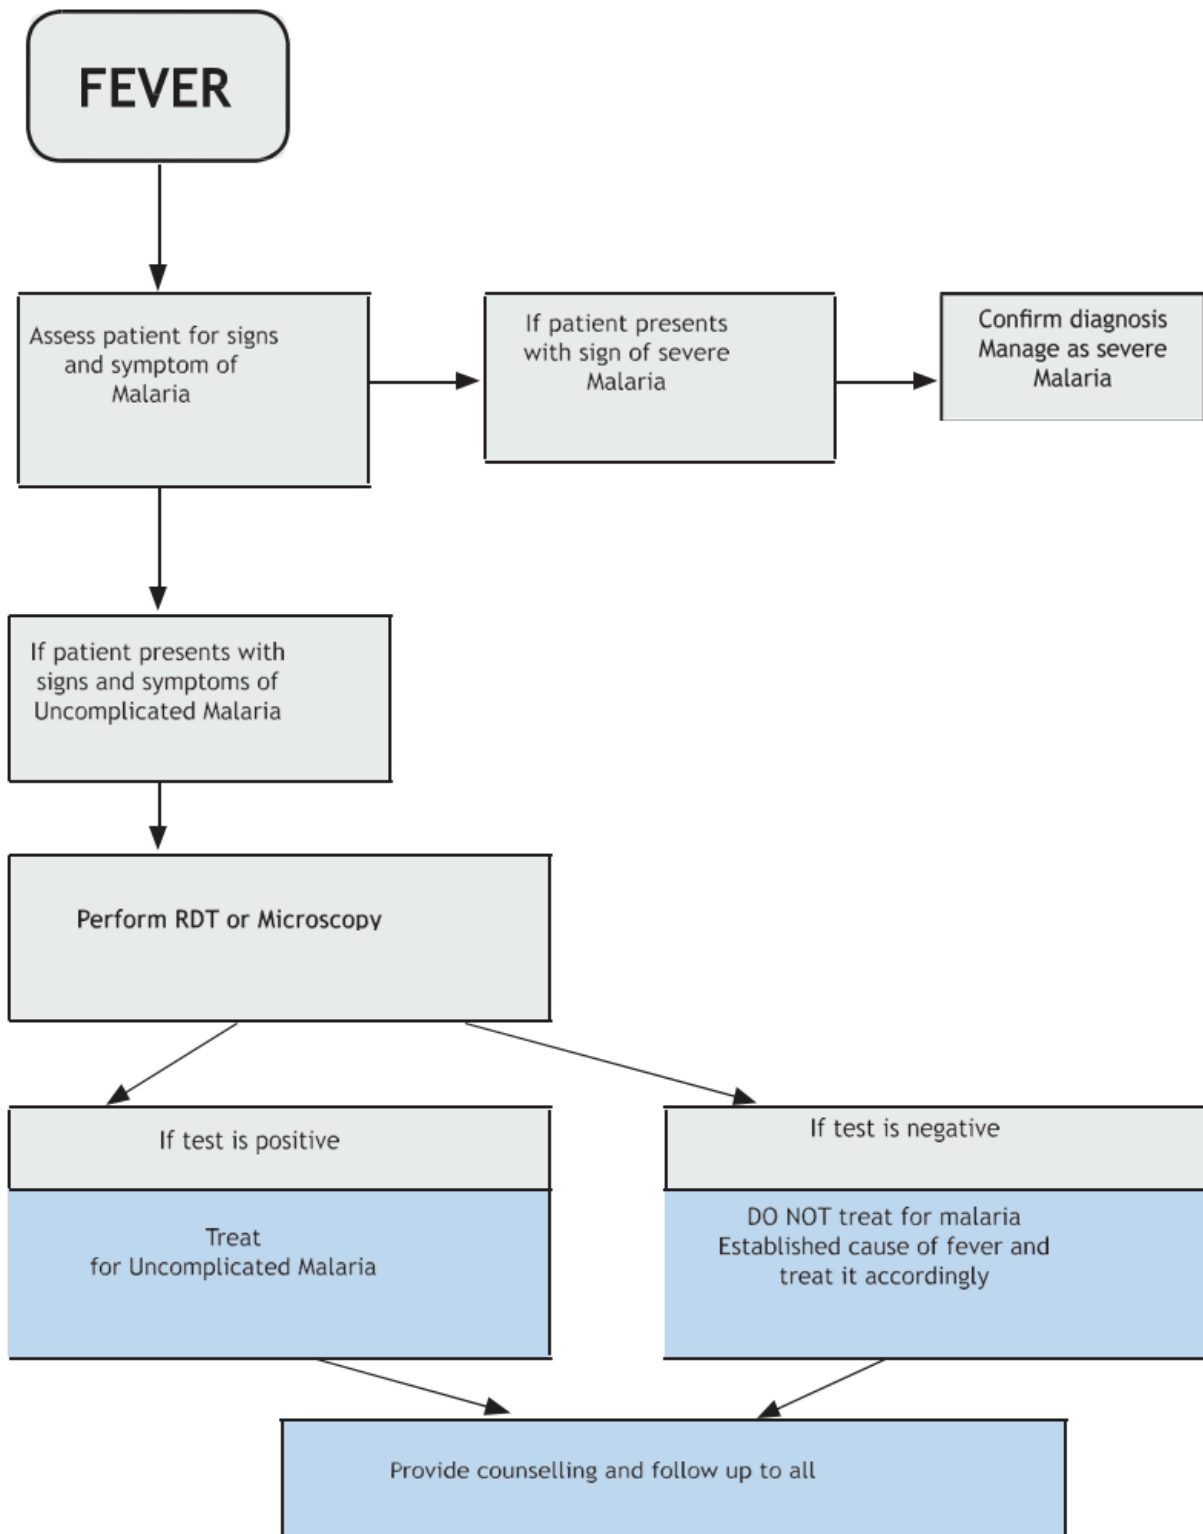 FEVER
Assess patient for signs
and symptom of
Malaria
If patient presents
with sign of severe
Malaria
Confirm diagnosis
Manage as severe
Malaria
If patient presents with
signs and symptoms of
Uncomplicated Malaria
Perform RDT or Microscopy
If test is positive
Treat
for Uncomplicated Malaria
If test is negative
DO NOT treat for malaria
Established cause of fever and
treat it accordingly
Provide counselling and follow up to all